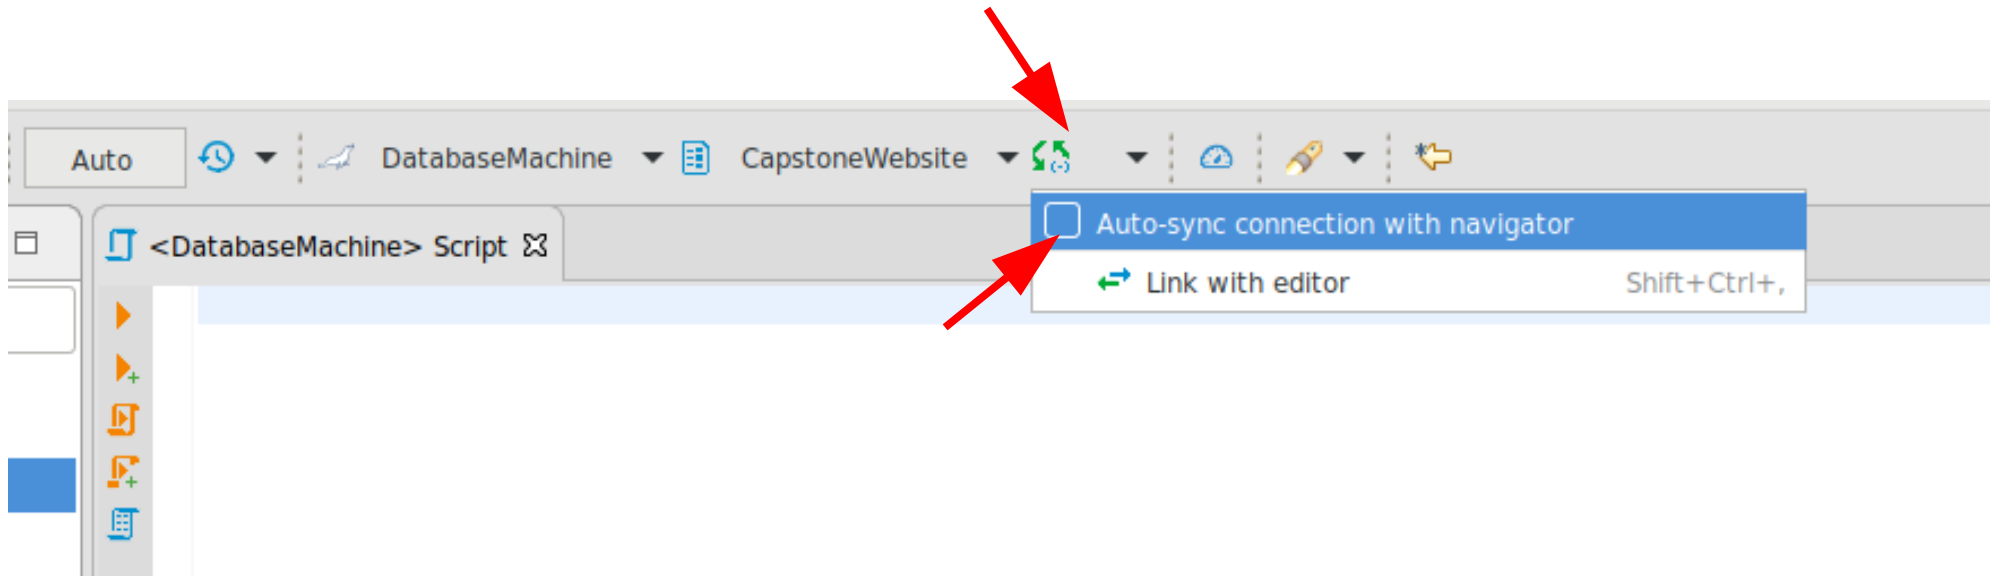 Auto DatabaseMachine CapstoneWebsite
Auto-sync connection with navigator
<DatabaseMachine> Script
Link with editor Shift+Ctrl+,